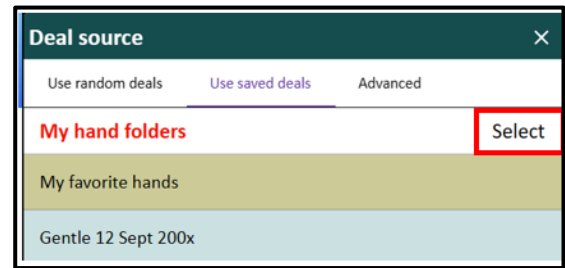 Deal source ×
Use random deals Use saved deals Advanced
My hand folders Select
My favorite hands
Gentle 12 Sept 200x